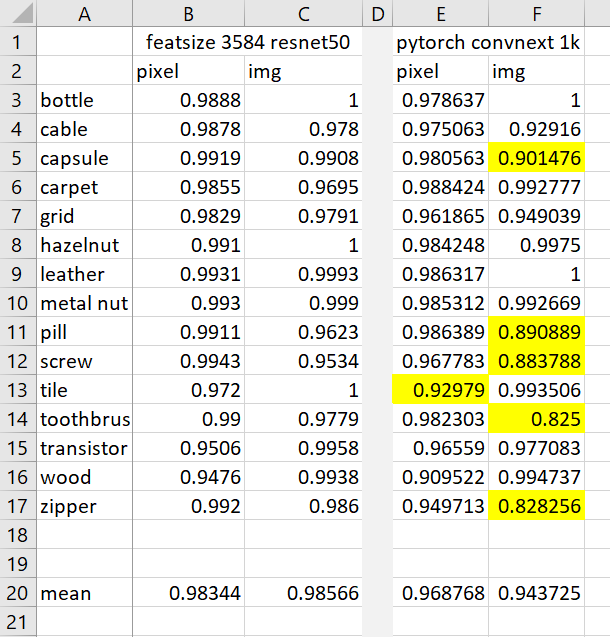 A B C D E F
1 featsize 3584 resnet50 pytorch convnext 1k
2 pixel img pixel img
3 bottle 0.9888 1 0.978637 1
4 cable 0.9878 0.978 0.975063 0.92916
5 capsule 0.9919 0.9908 0.980563 0.901476
6 carpet 0.9855 0.9695 0.988424 0.992777
7 grid 0.9829 0.9791 0.961865 0.949039
8 hazelnut 0.991 1 0.984248 0.9975
9 leather 0.9931 0.9993 0.986317 1
10 metal nut 0.993 0.999 0.985312 0.992669
11 pill 0.9911 0.9623 0.986389 0.890889
12 screw 0.9943 0.9534 0.967783 0.883788
13 tile 0.972 1 0.92979 0.993506
14 toothbrus 0.99 0.9779 0.982303 0.825
15 transistor 0.9506 0.9958 0.96559 0.977083
16 wood 0.9476 0.9938 0.909522 0.994737
17 zipper 0.992 0.986 0.949713 0.828256
18
19
20 mean 0.98344 0.98566 0.968768 0.943725
21